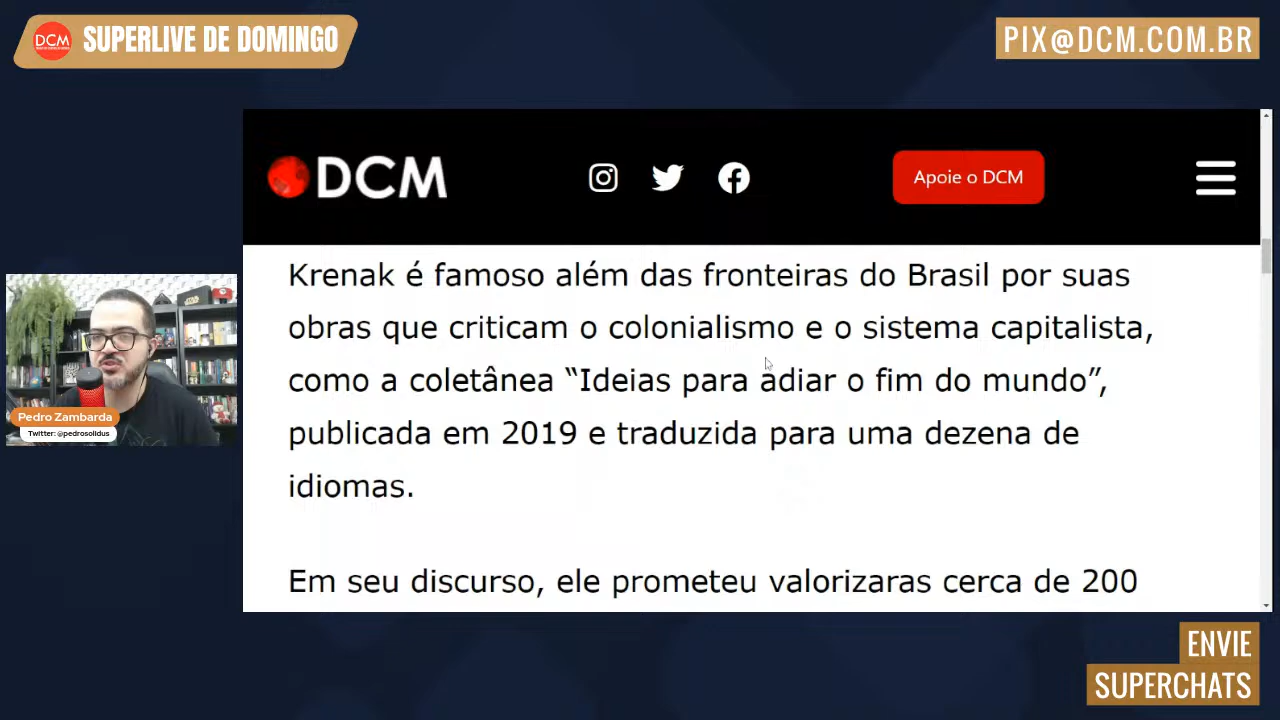 DCM
SUPERLIVE DE DOMINGO
PIX@DCM.COM.BR
DCM
Apoie o DCM
Krenak é famoso além das fronteiras do Brasil por suas
obras que criticam o colonialismo e o sistema capitalista,
como a coletânea “Ideias para adiar o fim do mundo”,
publicada em 2019 e traduzida para uma dezena de
idiomas.
Em seu discurso, ele prometeu valorizaras cerca de 200
Pedro Zambarda
Twitter: @pedrosolidus
ENVIE
SUPERCHATS